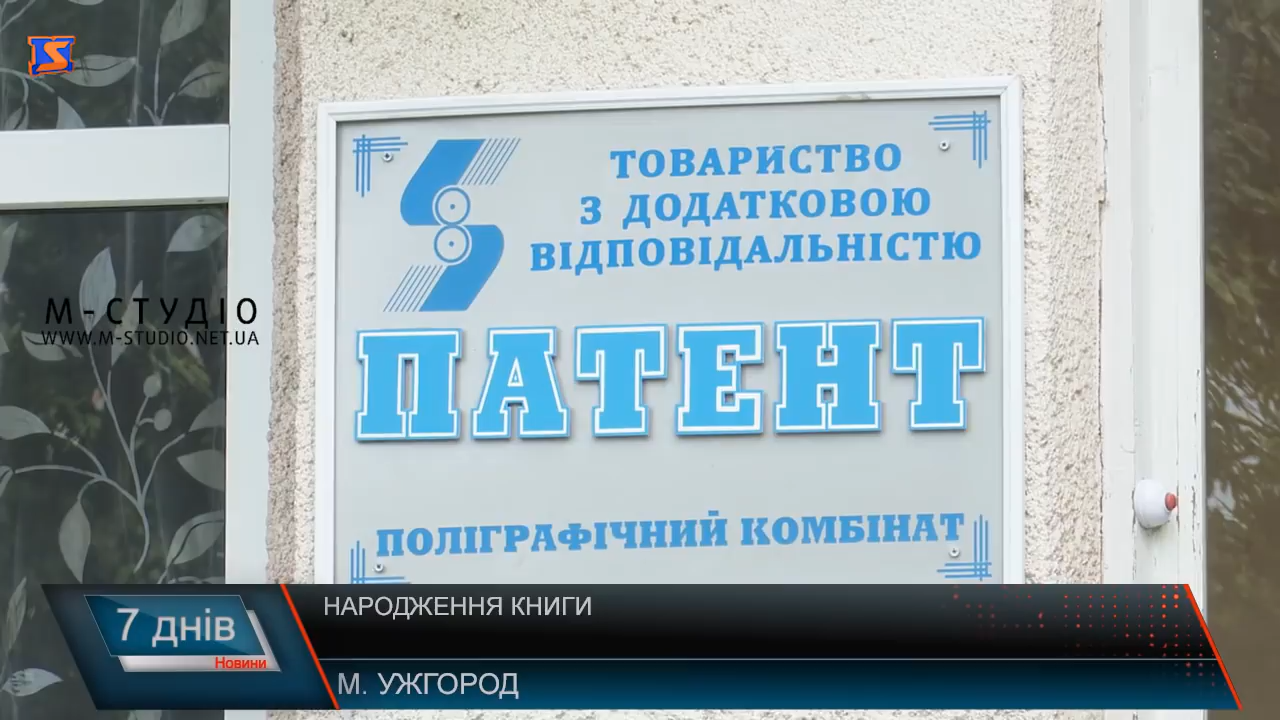 ТОВАРИСТВО
З ДОДАТКОВОЮ
ВІДПОВІДАЛЬНІСТЮ
М-СТУДІО
WWW.M-STUDIO.NET.UA
ПАТЕНТ
ПОЛІГРАФІЧНИЙ КОМБІНАТ
7 днів
Новини
НАРОДЖЕННЯ КНИГИ
М. УЖГОРОД